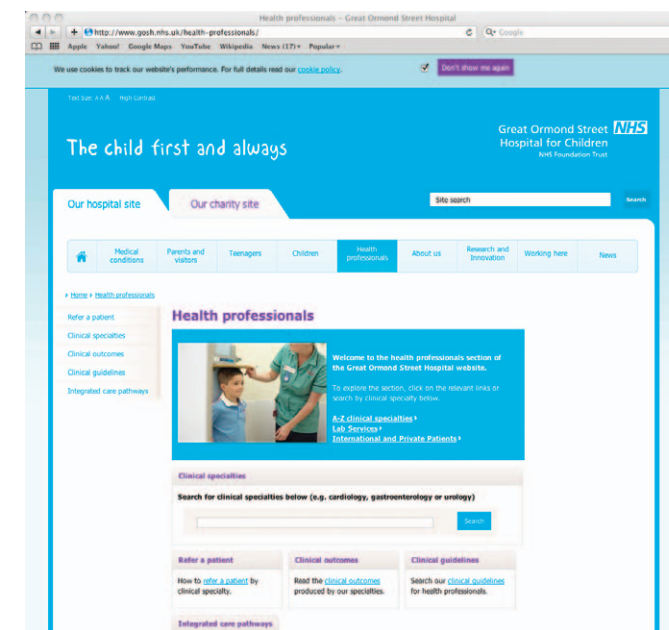 Health professionals – Great Ormond Street Hospital
http://www.gosh.nhs.uk/health-professionals/
Google
Apple Yahoo! Google Maps YouTube Wikipedia News (17) Popular
We use cookies to track our website's performance. For full details read our cookie policy.
Don't show me again
Text Size: A A A High Contrast
The child first and always
Great Ormond Street NHS
Hospital for Children
NHS Foundation Trust
Our hospital site
Our charity site
Site search
Search
Medical conditions
Parents and visitors
Teenagers
Children
Health professionals
About us
Research and Innovation
Working here
News
Home Health professionals
Refer a patient
Clinical specialties
Clinical outcomes
Clinical guidelines
Integrated care pathways
Health professionals
Welcome to the health professionals section of
the Great Ormond Street Hospital website.
To explore the section, click on the relevant links or
search by clinical specialty below.
A-Z clinical specialties
Lab Services
International and Private Patients
Clinical specialties
Search for clinical specialties below (e.g. cardiology, gastroenterology or urology)
Search
Refer a patient
How to refer a patient by
clinical specialty.
Clinical outcomes
Read the clinical outcomes
produced by our specialties.
Clinical guidelines
Search our clinical guidelines
for health professionals.
Integrated care pathways